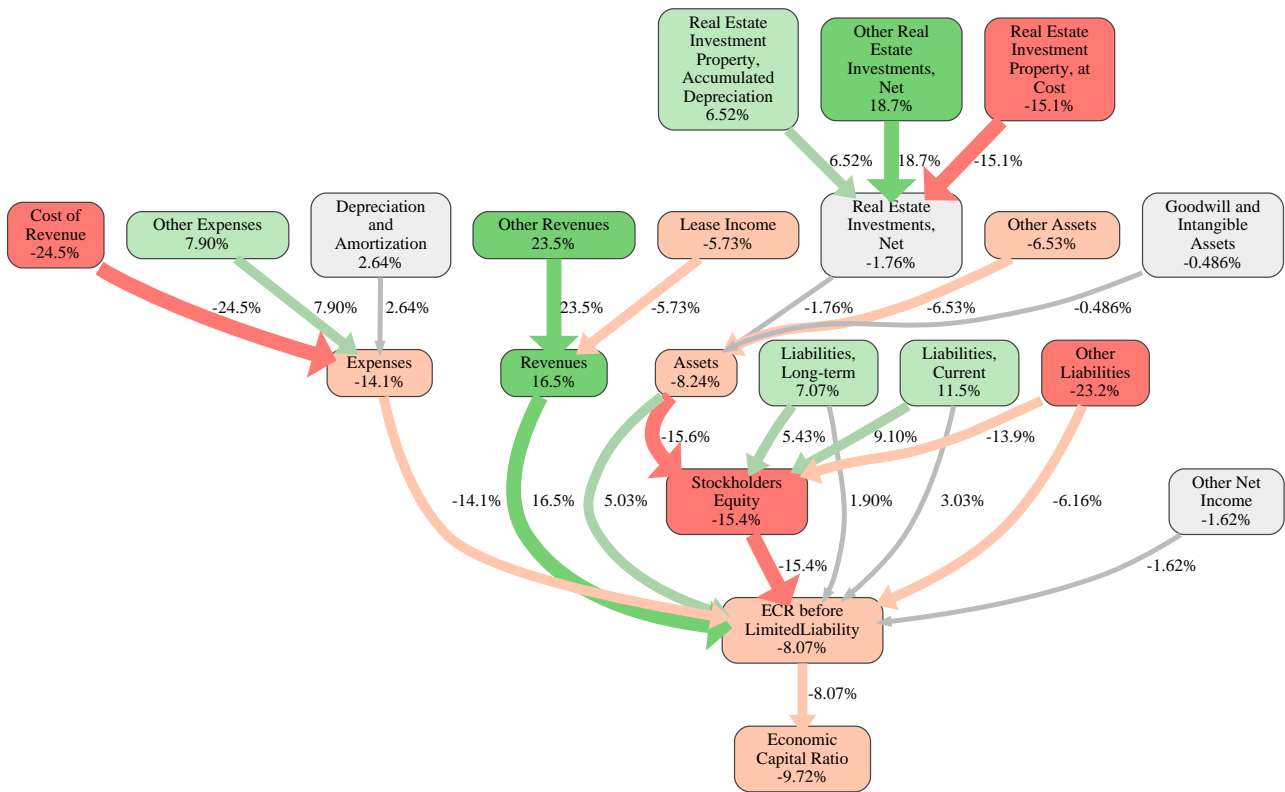 Real Estate
Investment
Property,
Accumulated
Depreciation
6.52%
Other Real
Estate
Investments,
Net
18.7%
Real Estate
Investment
Property, at
Cost
-15.1%
6.52%
18.7%
-15.1%
Cost of
Revenue
-24.5%
Other Expenses
7.90%
Depreciation
and
Amortization
2.64%
Other Revenues
23.5%
Lease Income
-5.73%
Real Estate
Investments,
Net
-1.76%
Other Assets
-6.53%
Goodwill and
Intangible
Assets
-0.486%
-24.5%
7.90%
2.64%
23.5%
-5.73%
-1.76%
-6.53%
-0.486%
Expenses
-14.1%
Revenues
16.5%
Assets
-8.24%
Liabilities,
Long-term
7.07%
Liabilities,
Current
11.5%
Other
Liabilities
-23.2%
-15.6%
5.43%
9.10%
-13.9%
Stockholders
Equity
-15.4%
Other Net
Income
-1.62%
-14.1%
16.5%
5.03%
1.90%
3.03%
-6.16%
-15.4%
-1.62%
ECR before
LimitedLiability
-8.07%
-8.07%
Economic
Capital Ratio
-9.72%